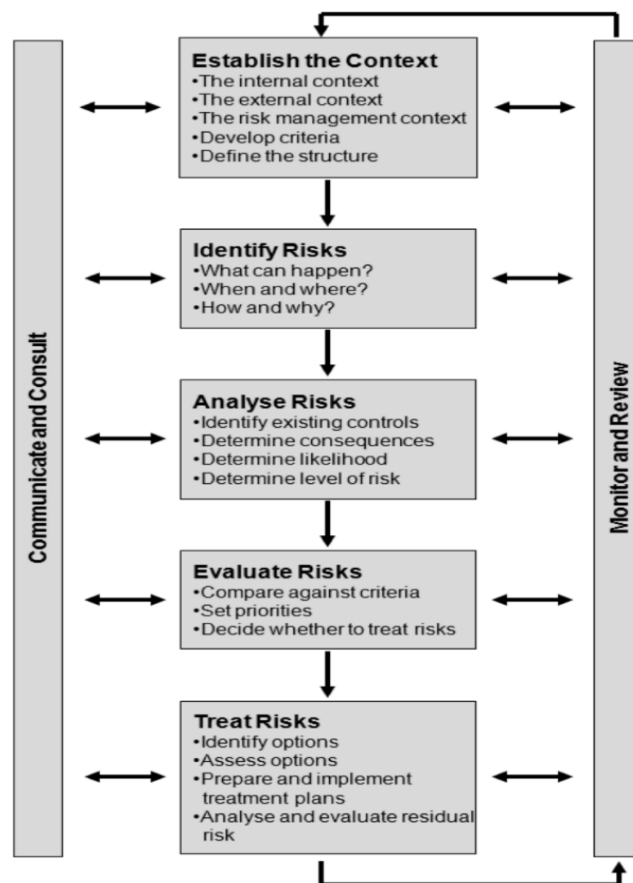 Communicate and Consult
Establish the Context
•The internal context
•The external context
•The risk management context
•Develop criteria
•Define the structure
Identify Risks
•What can happen?
•When and where?
•How and why?
Analyse Risks
•Identify existing controls
•Determine consequences
•Determine likelihood
•Determine level of risk
Evaluate Risks
•Compare against criteria
•Set priorities
•Decide whether to treat risks
Treat Risks
•Identify options
•Assess options
•Prepare and implement
treatment plans
•Analyse and evaluate residual
risk
Monitor and Review